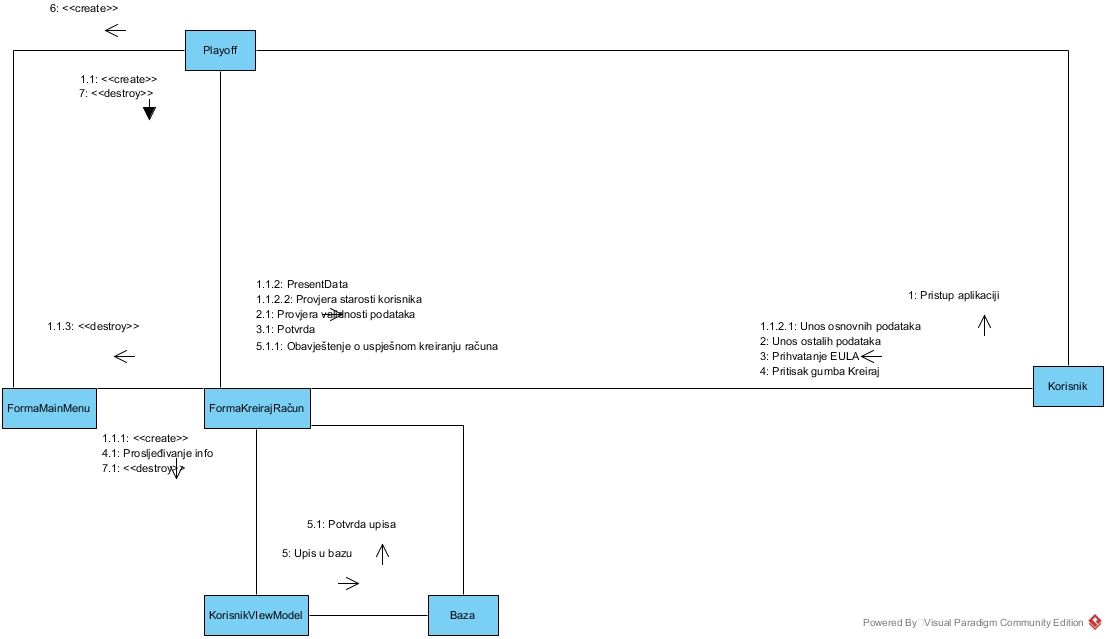 6: <<create>>
Playoff
1.1: <<create>>
7: <<destroy>>
1.1.2: PresentData
1.1.2.2: Provjera starosti korisnika
2.1: Provjera validnosti podataka
3.1: Potvrda
5.1.1: Obavještenje o uspješnom kreiranju računa
1: Pristup aplikaciji
1.1.2.1: Unos osnovnih podataka
2: Unos ostalih podataka
3: Prihvatanje EULA
4: Pritisak gumba Kreiraj
1.1.3: <<destroy>>
FormaMainMenu
FormaKreirajRačun
Korisnik
1.1.1: <<create>>
4.1: Prosljeđivanje info
7.1: <<destroy>>
5.1: Potvrda upisa
5: Upis u bazu
KorisnikVIewModel
Baza
Powered By Visual Paradigm Community Edition